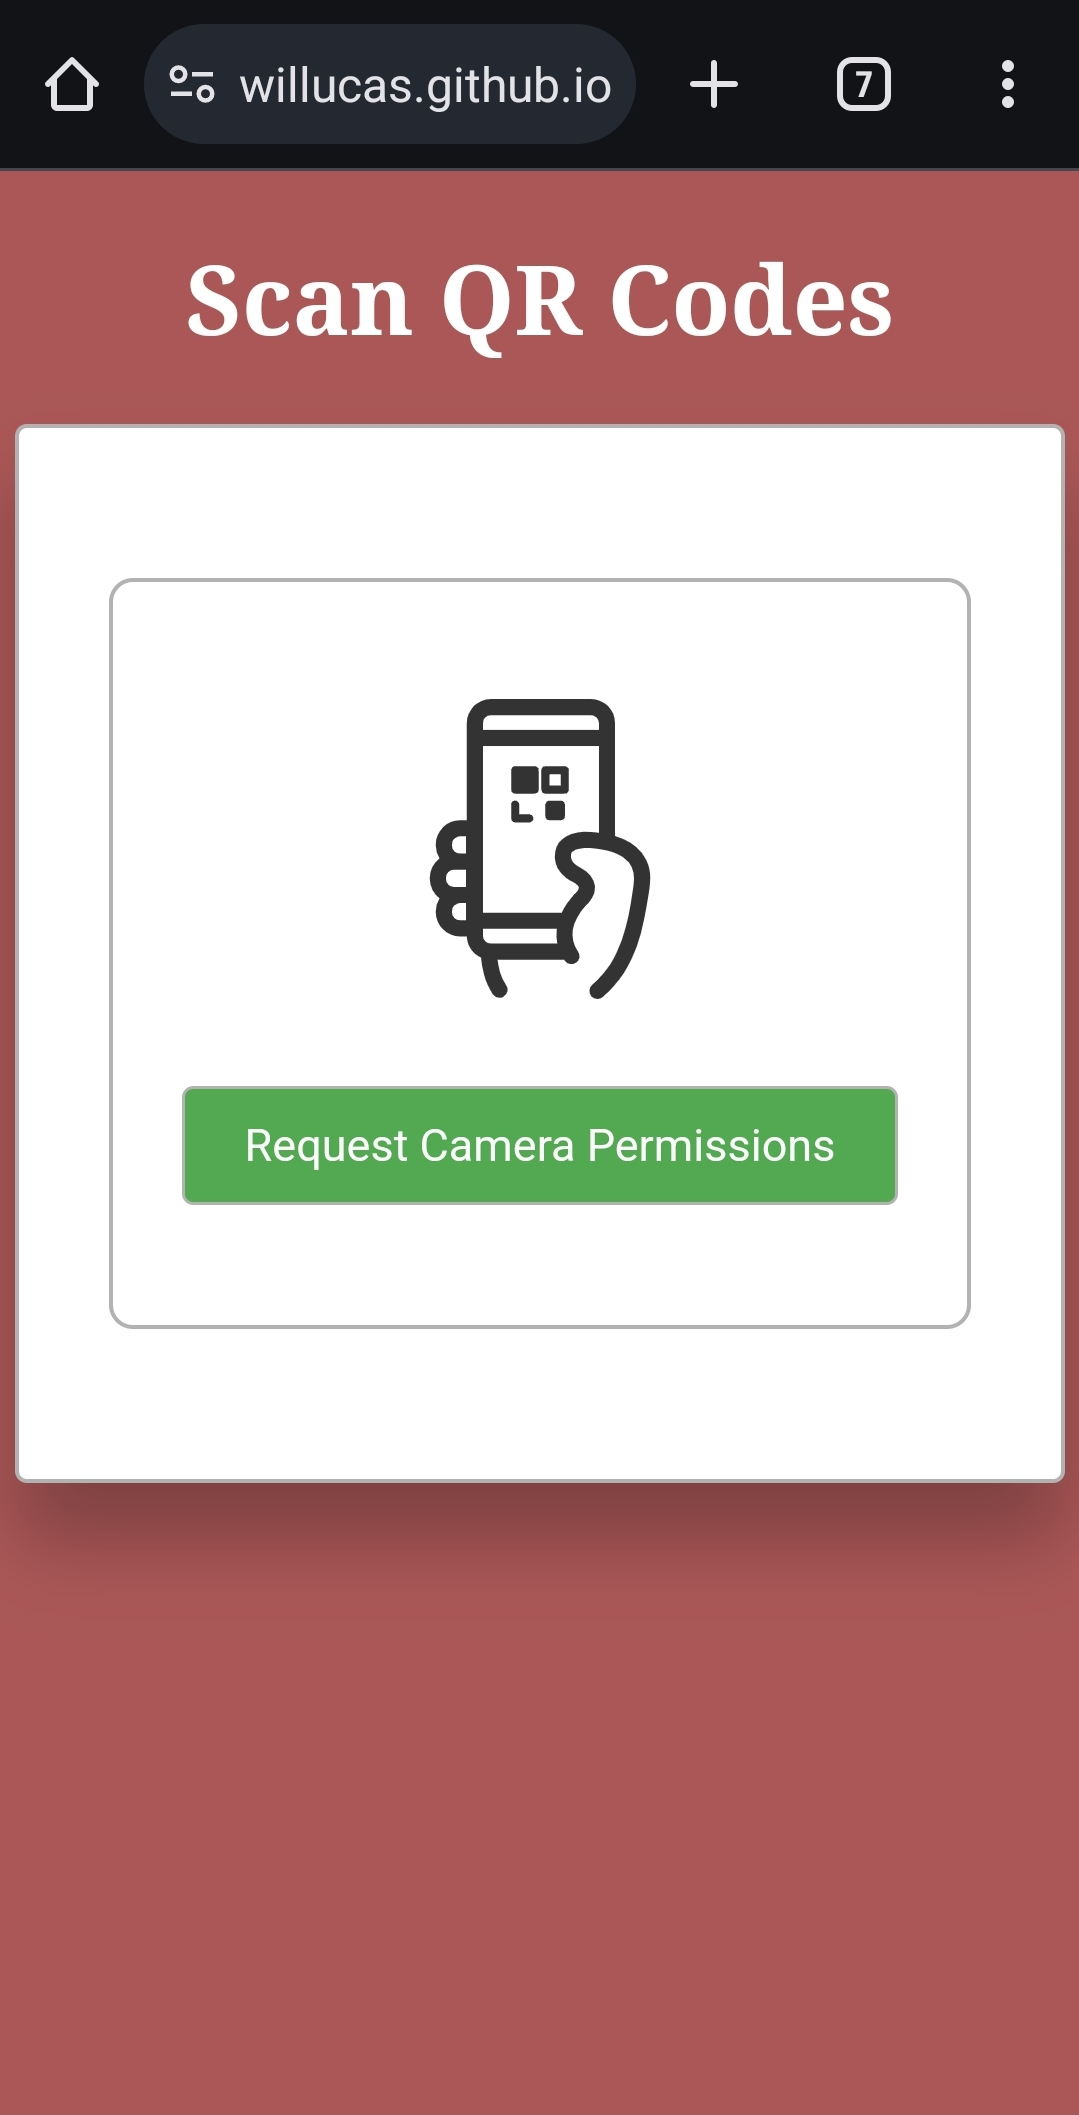 willucas.github.io
7
Scan QR Codes
Request Camera Permissions